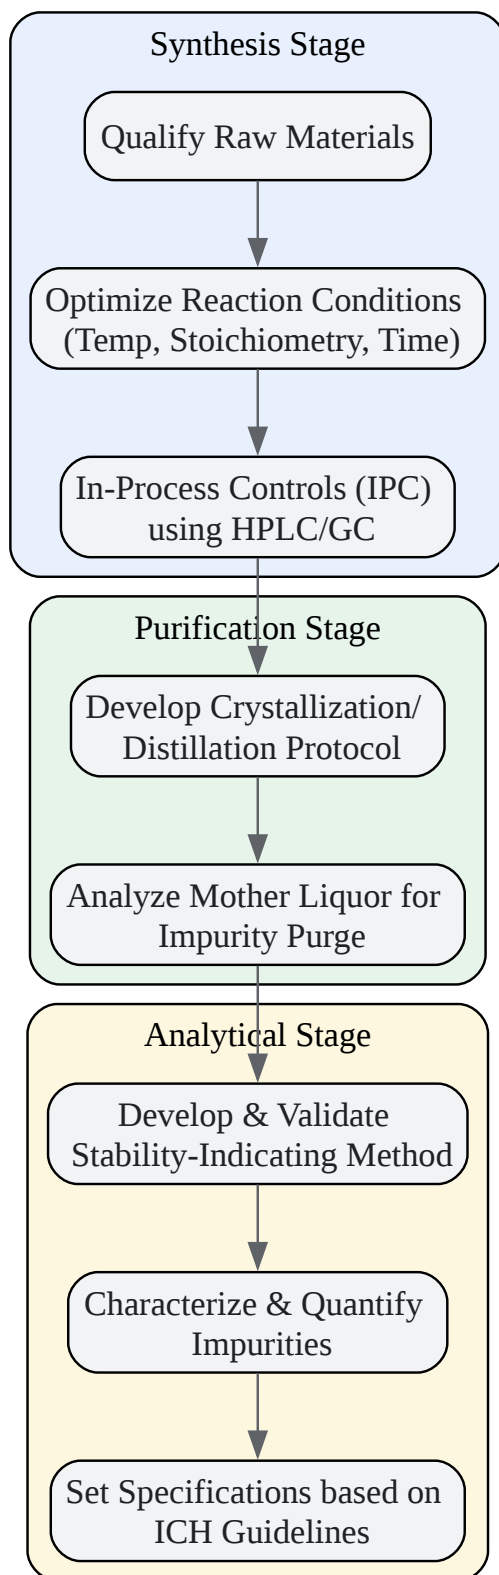 Synthesis Stage
Qualify Raw Materials
Optimize Reaction Conditions
(Temp, Stoichiometry, Time)
In-Process Controls (IPC)
using HPLC/GC
Purification Stage
Develop Crystallization/
Distillation Protocol
Analyze Mother Liquor for
Impurity Purge
Analytical Stage
Develop & Validate
Stability-Indicating Method
Characterize & Quantify
Impurities
Set Specifications based on
ICH Guidelines